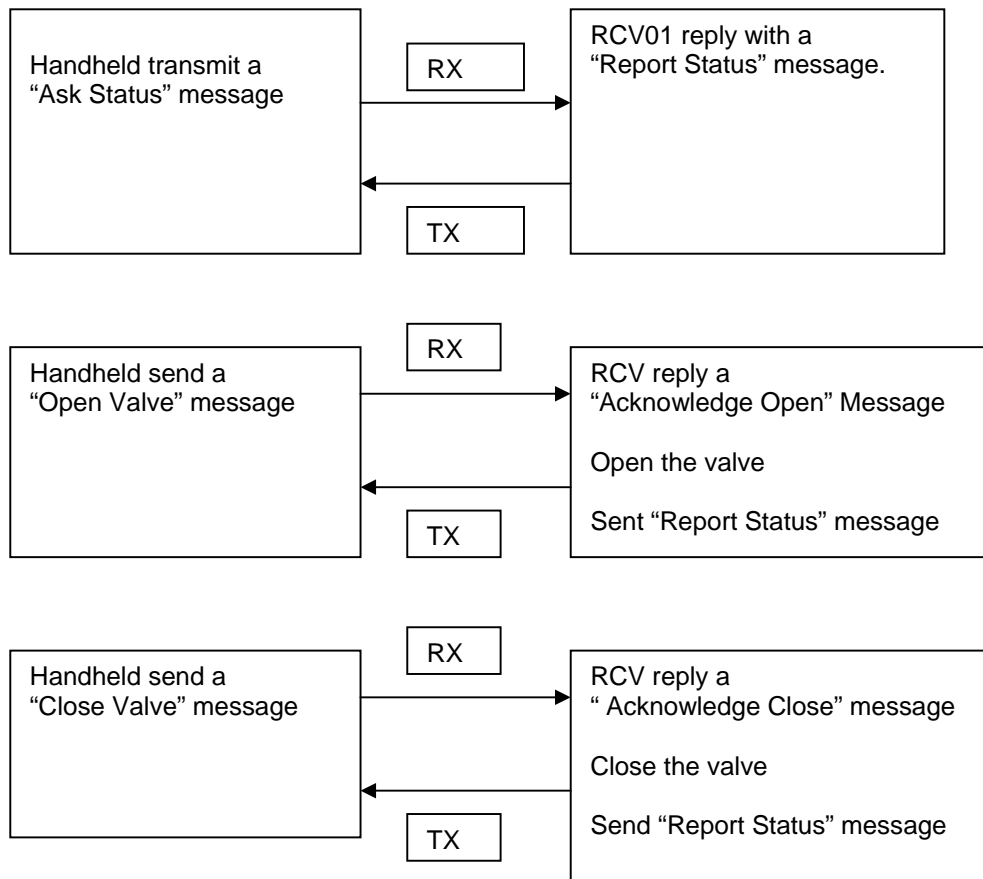 Handheld transmit a
“Ask Status” message
RX
TX
RCV01 reply with a
“Report Status” message.
Handheld send a
“Open Valve” message
RX
TX
RCV reply a
“Acknowledge Open” Message
Open the valve
Sent “Report Status” message
Handheld send a
“Close Valve” message
RX
TX
RCV reply a
“ Acknowledge Close” message
Close the valve
Send “Report Status” message